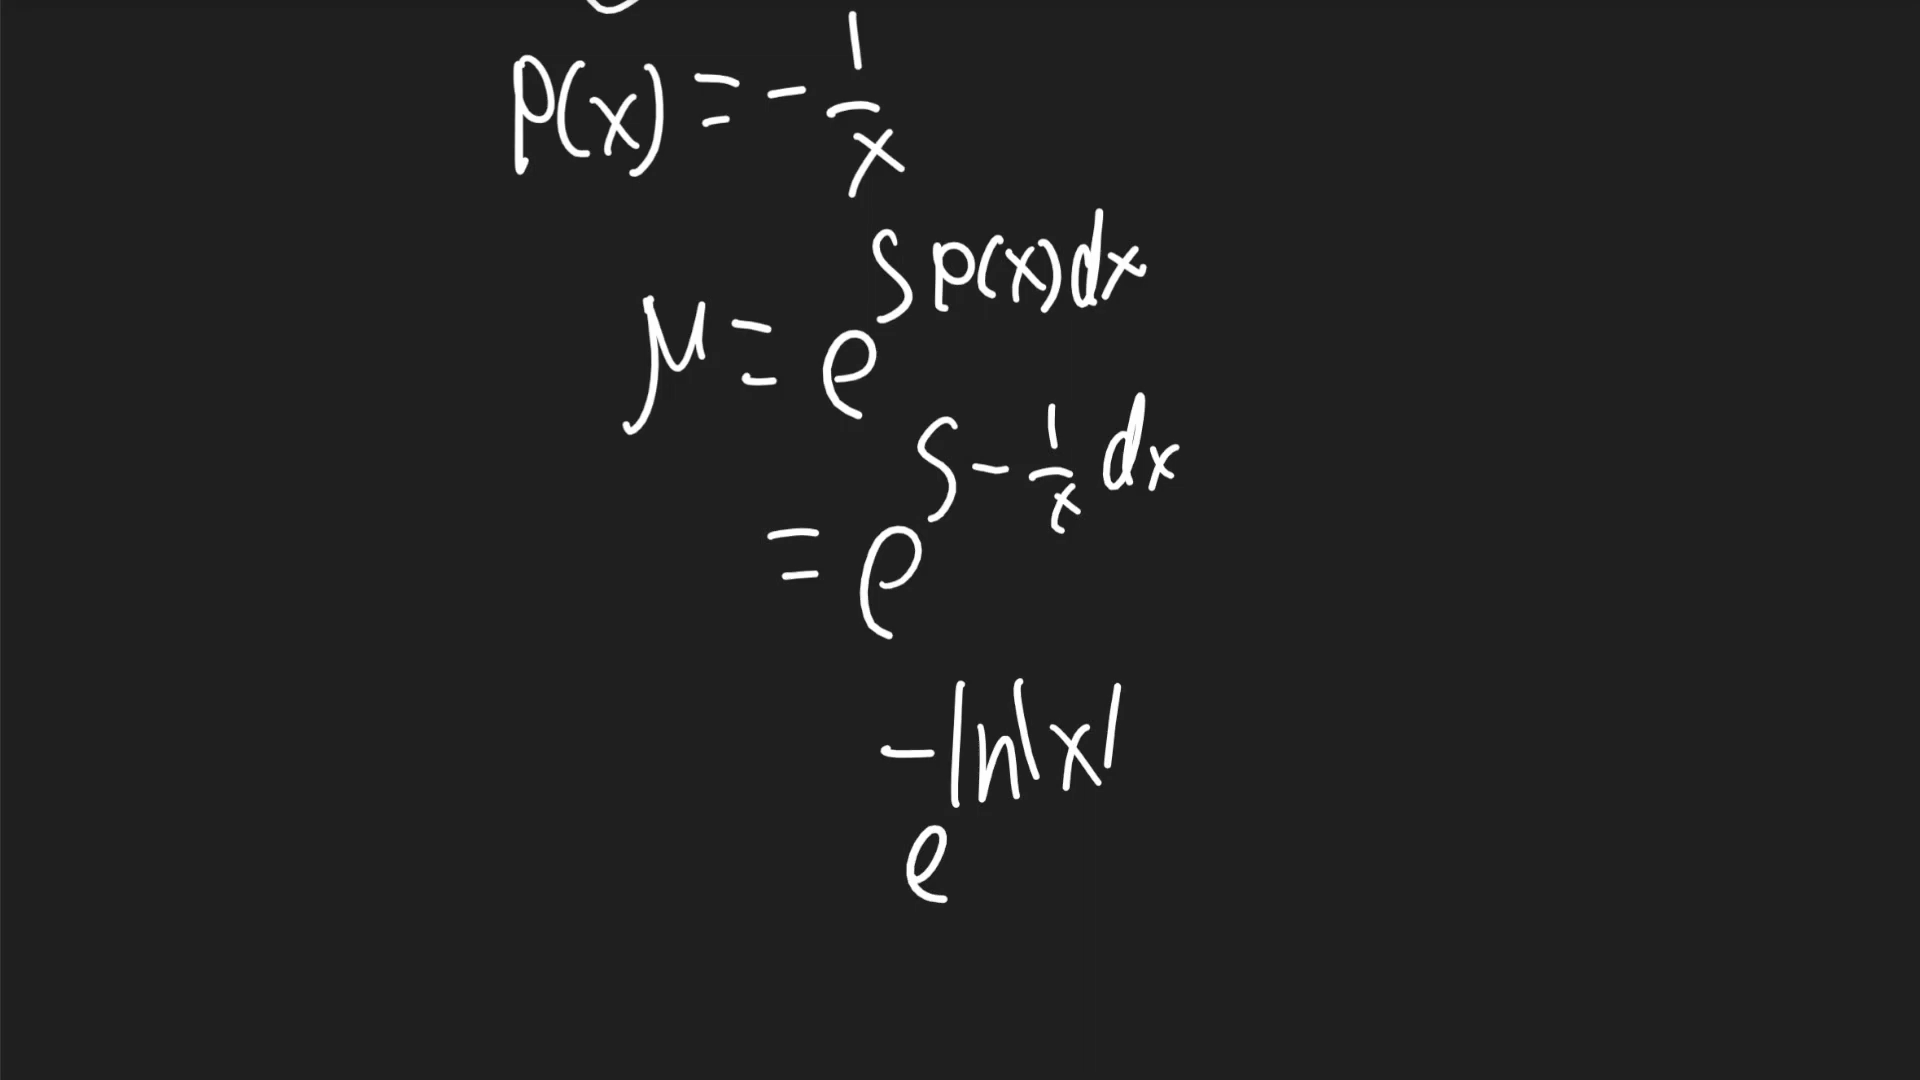 P(x) = - 1/x
μ = e^∫P(x)dx
= e^∫-1/x dx
e^-ln|x|